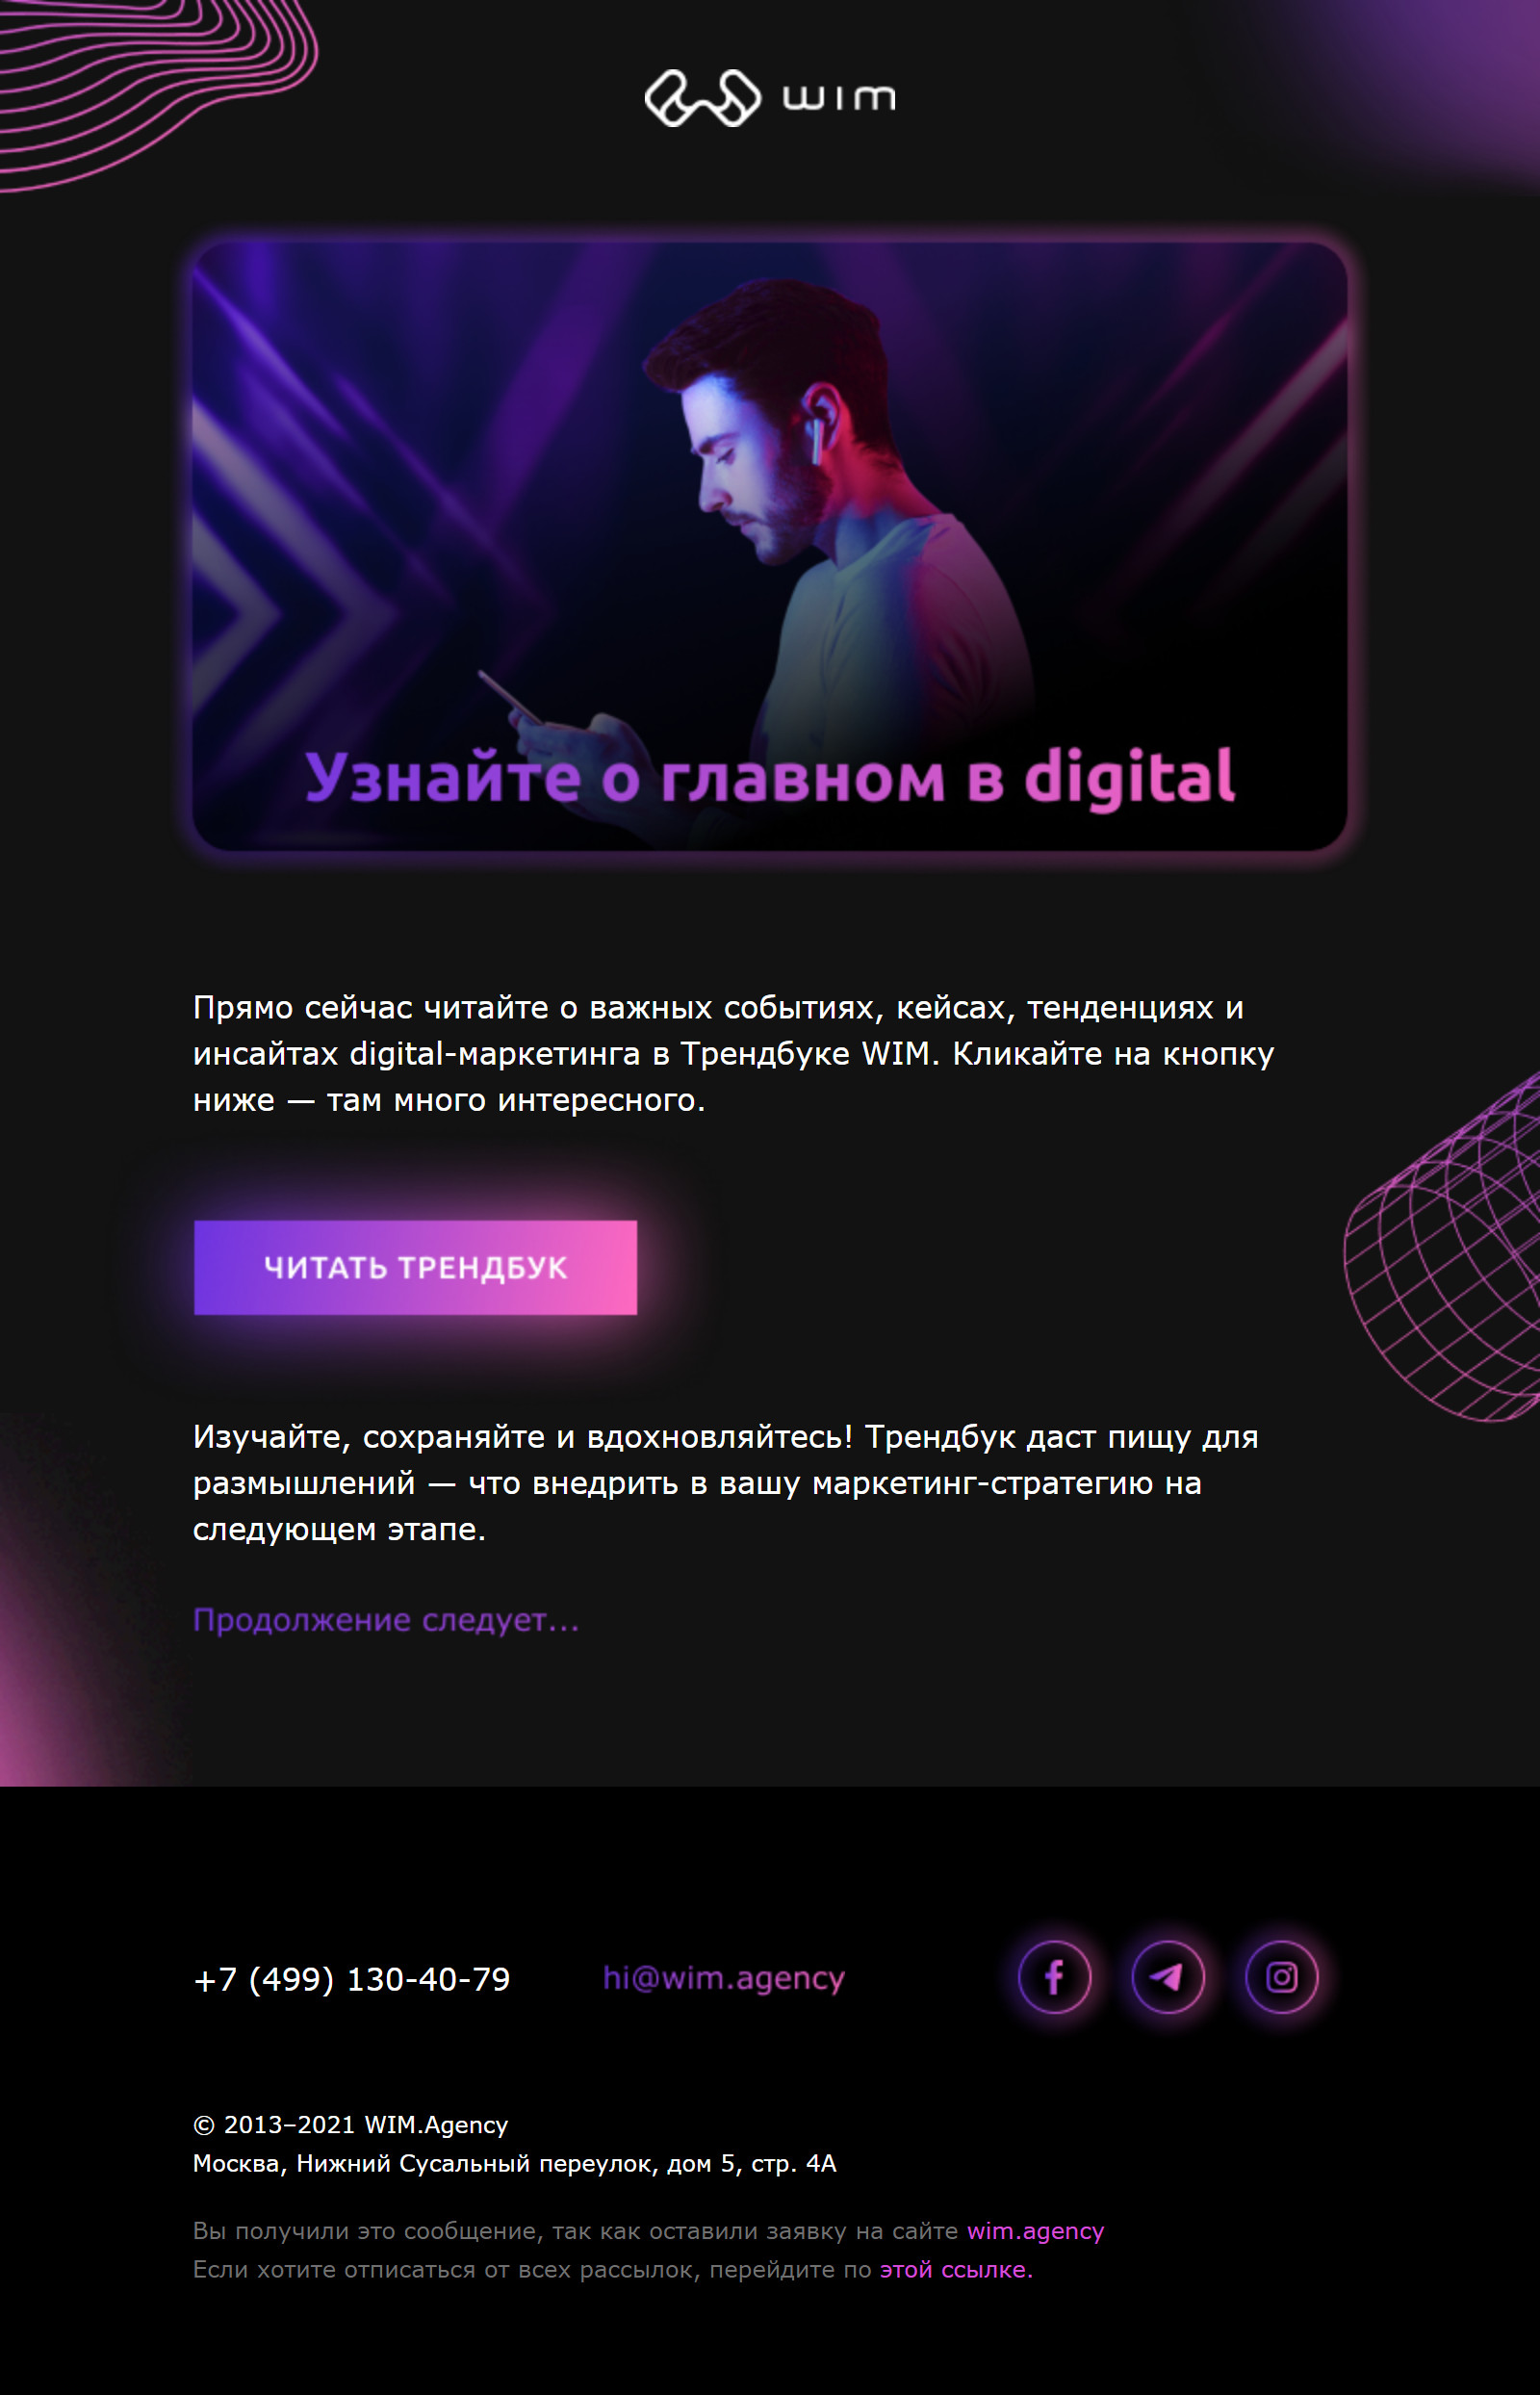 wim
Узнайте о главном в digital
Прямо сейчас читайте о важных событиях, кейсах, тенденциях и
инсайтах digital-маркетинга в Трендбуке WIM. Кликайте на кнопку
ниже — там много интересного.
ЧИТАТЬ ТРЕНДБУК
Изучайте, сохраняйте и вдохновляйтесь! Трендбук даст пищу для
размышлений — что внедрить в вашу маркетинг-стратегию на
следующем этапе.
Продолжение следует...
+7 (499) 130-40-79 hi@wim.agency
© 2013–2021 WIM.Agency
Москва, Нижний Сусальный переулок, дом 5, стр. 4А
Вы получили это сообщение, так как оставили заявку на сайте wim.agency
Если хотите отписаться от всех рассылок, перейдите по этой ссылке.